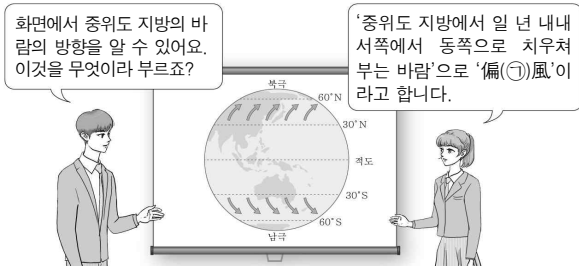 화면에서 중위도 지방의 바
람의 방향을 알 수 있어요.
이것을 무엇이라 부르죠?
‘중위도 지방에서 일 년 내내
서쪽에서 동쪽으로 치우쳐
부는 바람’으로 ‘偏(㉠)風’이
라고 합니다.
북극
60°N
30°N
적도
30°S
60°S
남극